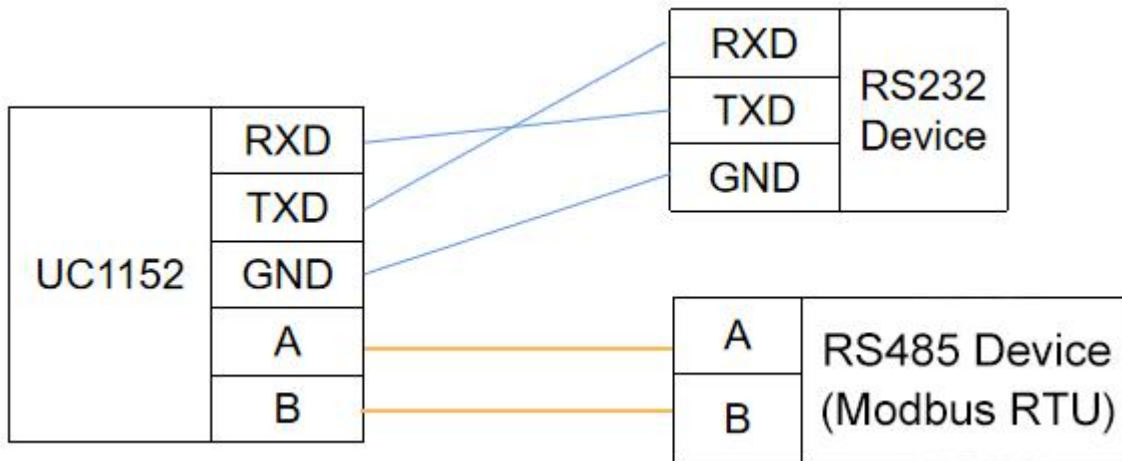 UC1152
RXD
TXD
GND
A
B
RXD
TXD
GND
RS232
Device
A
B
RS485 Device
(Modbus RTU)